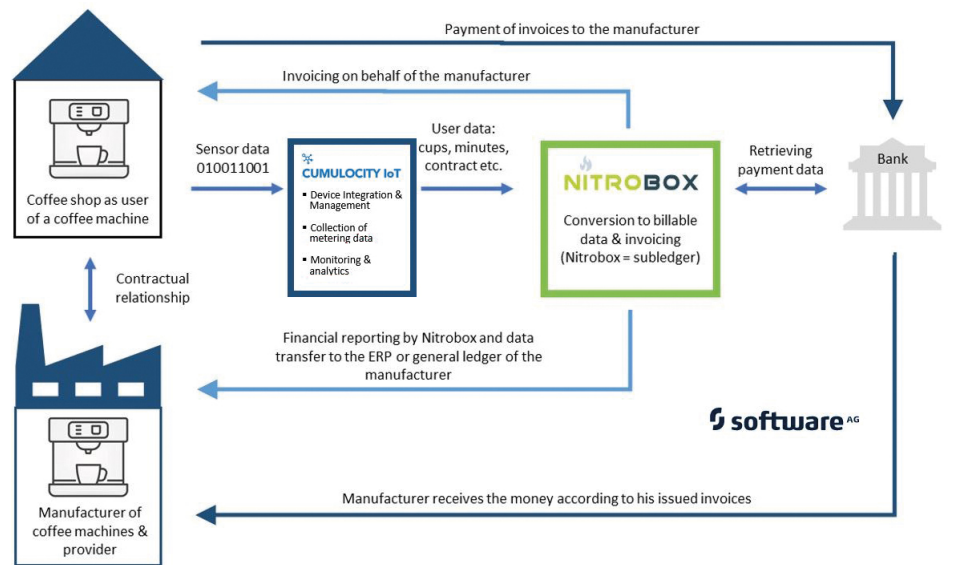 Payment of invoices to the manufacturer
Invoicing on behalf of the manufacturer
Coffee shop as user
of a coffee machine
Sensor data
010011001
CUMULOCITY IoT
▪ Device Integration &
Management
▪ Collection of
metering data
▪ Monitoring &
analytics
User data:
cups, minutes,
contract etc.
NITROBOX
Conversion to billable
data & invoicing
(Nitrobox = subledger)
Retrieving
payment data
Bank
Contractual
relationship
Financial reporting by Nitrobox and data
transfer to the ERP or general ledger of the
manufacturer
software AG
Manufacturer of
coffee machines &
provider
Manufacturer receives the money according to his issued invoices